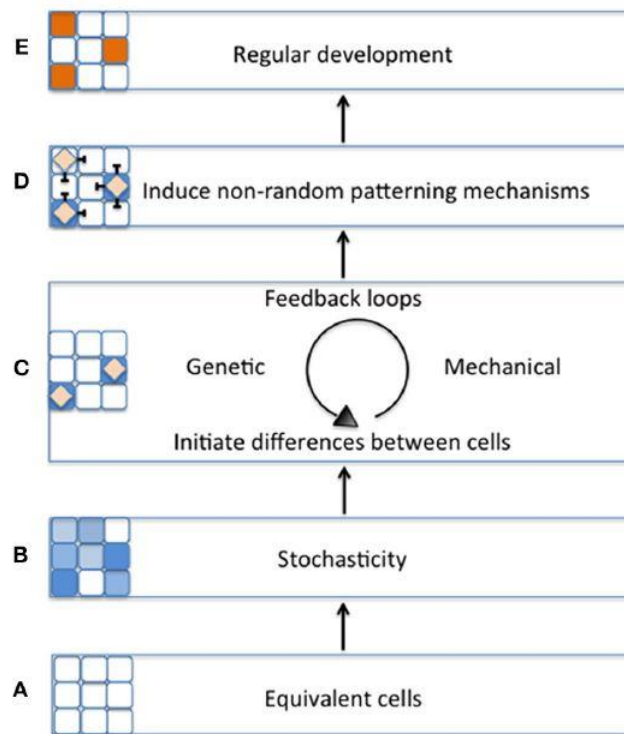 E
Regular development
D
Induce non-random patterning mechanisms
Feedback loops
C
Genetic
Mechanical
Initiate differences between cells
B
Stochasticity
A
Equivalent cells